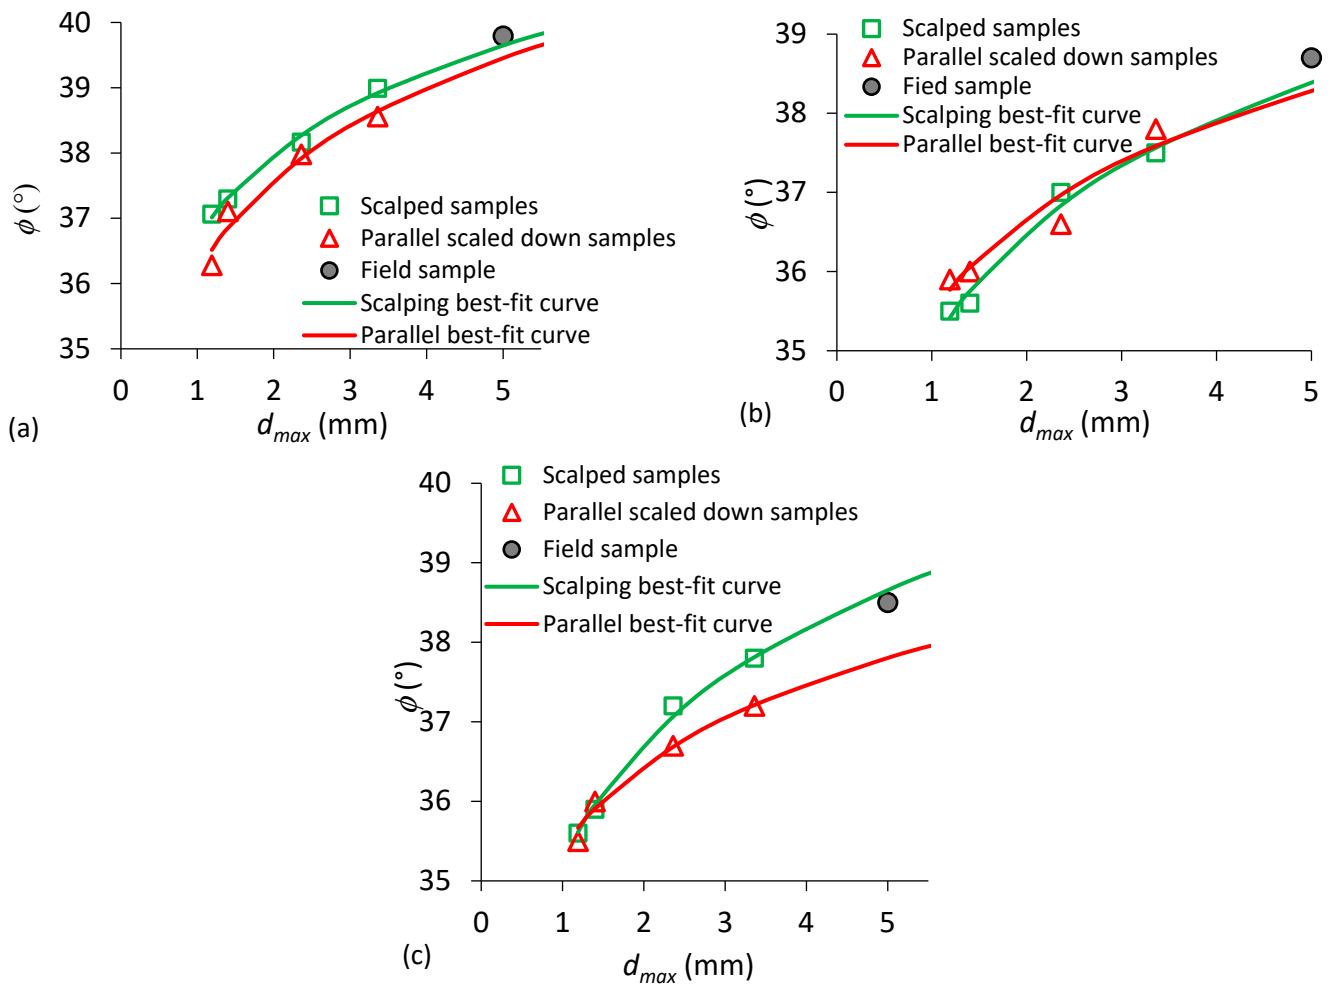 40
39
38
37
36
35
ϕ (°)
0 1 2 3 4 5
d_max (mm)
(a)
Scalped samples
Parallel scaled down samples
Field sample
Scalping best-fit curve
Parallel best-fit curve
39
38
37
36
35
ϕ (°)
0 1 2 3 4 5
d_max (mm)
(b)
Scalped samples
Parallel scaled down samples
Fied sample
Scalping best-fit curve
Parallel best-fit curve
40
39
38
37
36
35
ϕ (°)
0 1 2 3 4 5
d_max (mm)
(c)
Scalped samples
Parallel scaled down samples
Field sample
Scalping best-fit curve
Parallel best-fit curve